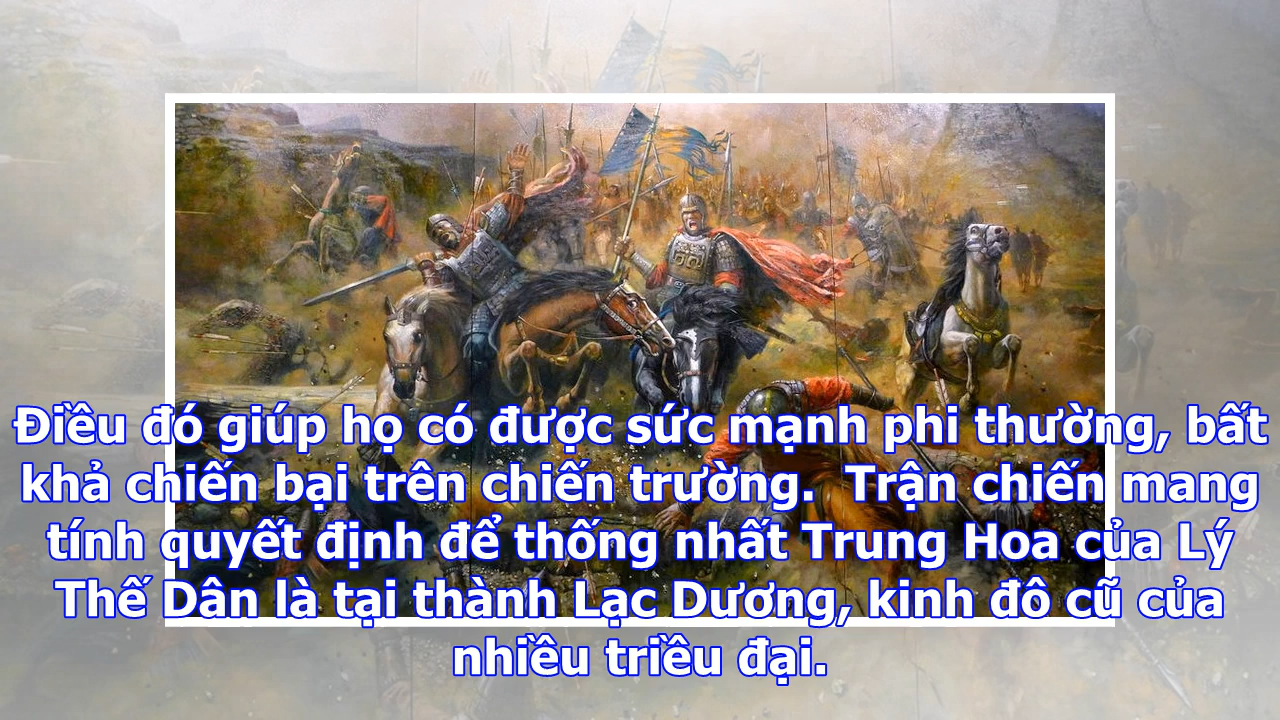 Điều đó giúp họ có được sức mạnh phi thường, bất
khả chiến bại trên chiến trường. Trận chiến mang
tính quyết định để thống nhất Trung Hoa của Lý
Thế Dân là tại thành Lạc Dương, kinh đô cũ của
nhiều triều đại.